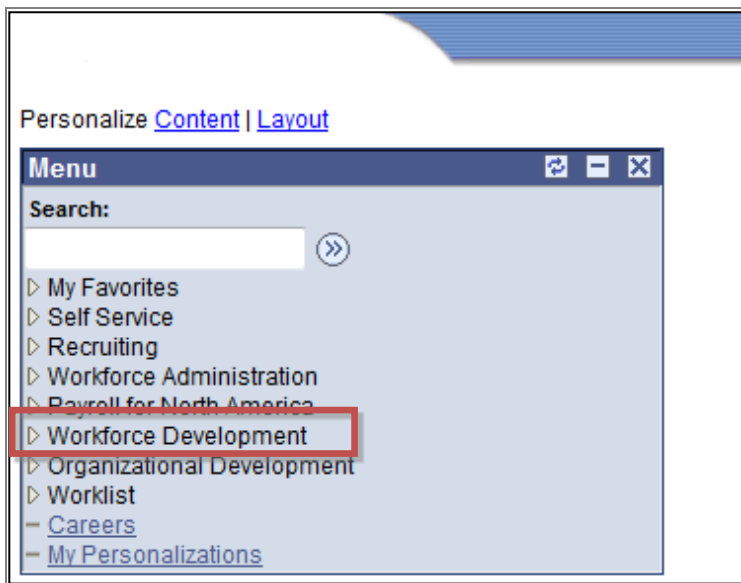 Personalize Content | Layout
Menu
Search:
My Favorites
Self Service
Recruiting
Workforce Administration
Payroll for North America
Workforce Development
Organizational Development
Worklist
Careers
My Personalizations